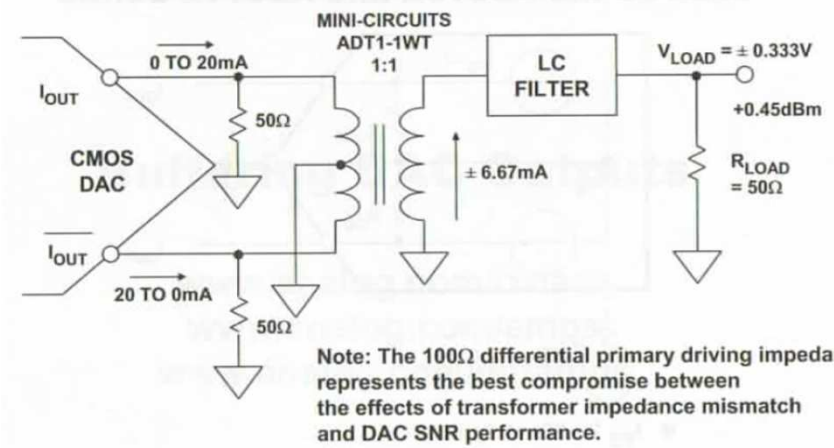 MINI-CIRCUITS
ADT1-1WT
1:1
0 TO 20mA
LC
FILTER
V_LOAD = ± 0.333V
+0.45dBm
I_OUT
50Ω
CMOS
DAC
± 6.67mA
R_LOAD
= 50Ω
I̅_O̅U̅T̅
20 TO 0mA
50Ω
Note: The 100Ω differential primary driving impeda
represents the best compromise between
the effects of transformer impedance mismatch
and DAC SNR performance.